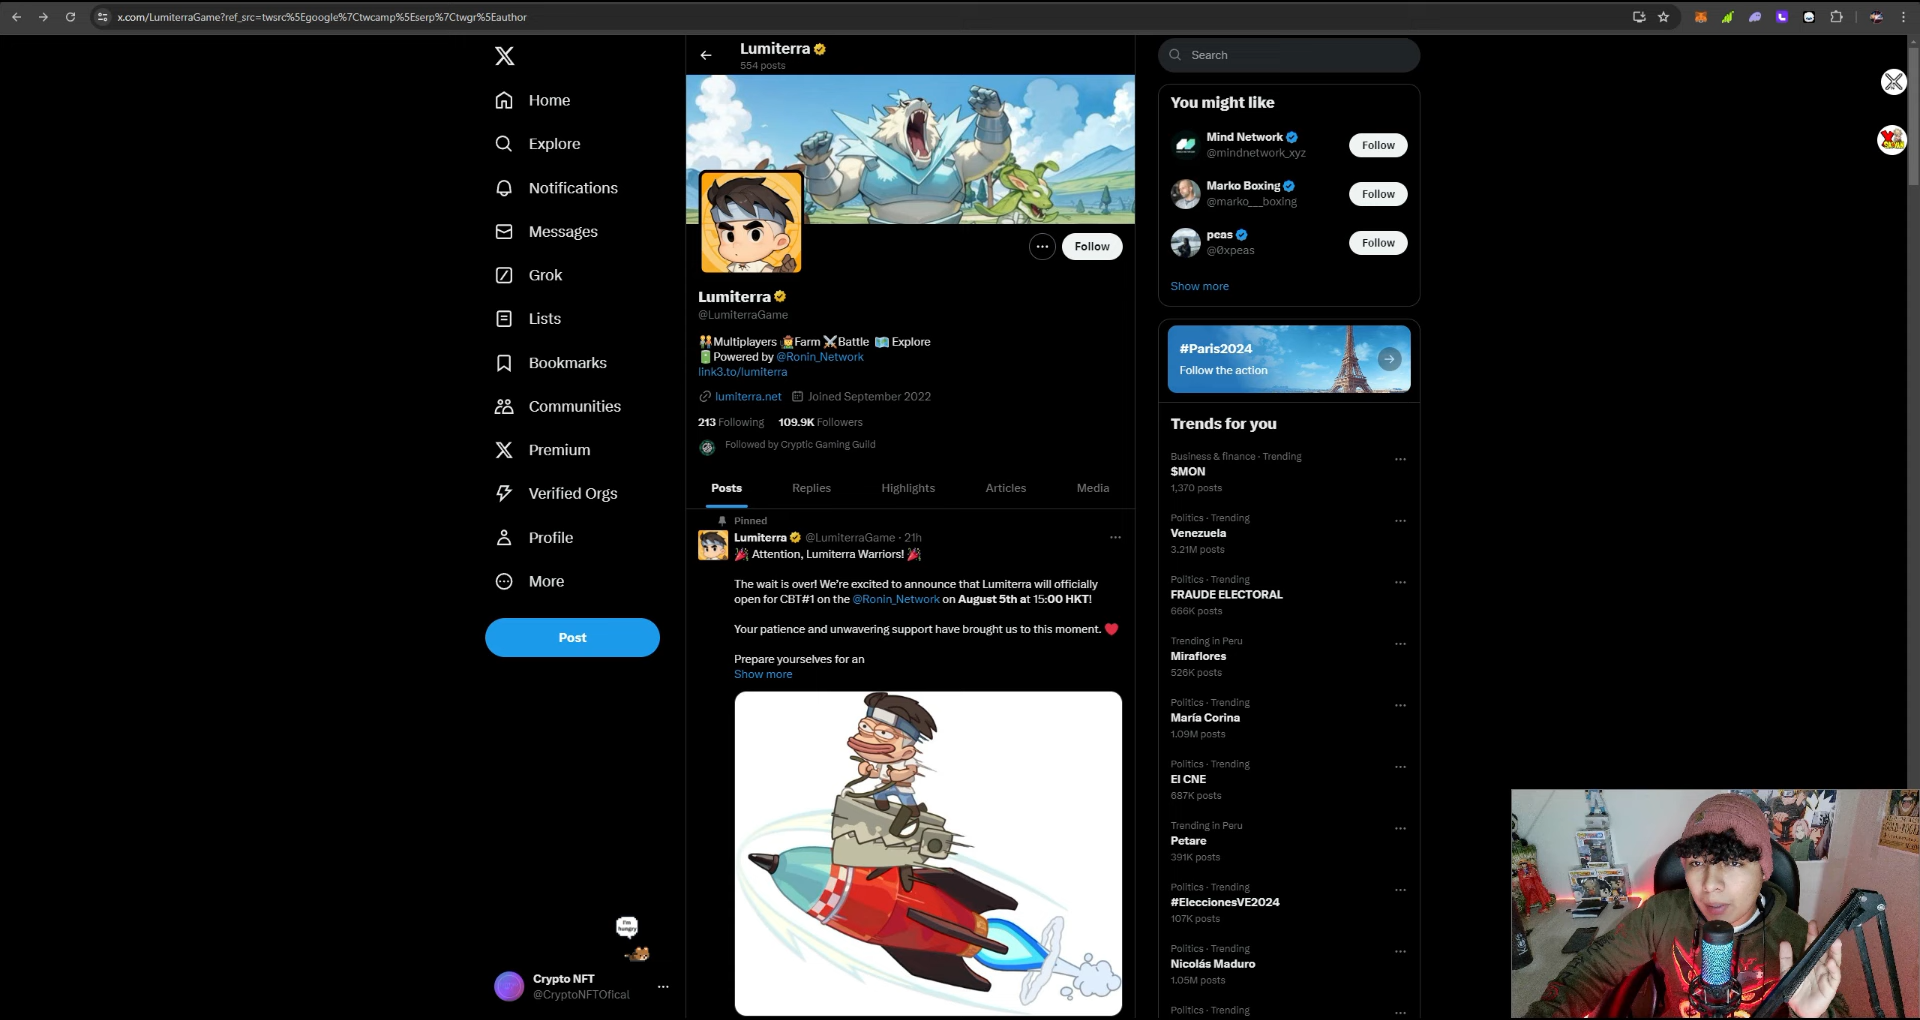 x.com/LumiterraGame?ref_src=twsrc%5Egoogle%7Ctwcamp%5Eserp%7Ctwgr%5Eauthor
Home
Explore
Notifications
Messages
Grok
Lists
Bookmarks
Communities
Premium
Verified Orgs
Profile
More
Post
I'm
hungry
Crypto NFT
@CryptoNFTOfical
Lumiterra
554 posts
Follow
Lumiterra
@LumiterraGame
Multiplayers Farm Battle Explore
Powered by @Ronin_Network
link3.to/lumiterra
lumiterra.net Joined September 2022
213 Following 109.9K Followers
Followed by Cryptic Gaming Guild
Posts Replies Highlights Articles Media
Pinned
Lumiterra @LumiterraGame · 21h
Attention, Lumiterra Warriors!
The wait is over! We're excited to announce that Lumiterra will officially
open for CBT#1 on the @Ronin_Network on August 5th at 15:00 HKT!
Your patience and unwavering support have brought us to this moment.
Prepare yourselves for an
Show more
Search
You might like
Mind Network
@mindnetwork_xyz
Follow
Marko Boxing
@marko___boxing
Follow
peas
@0xpeas
Follow
Show more
#Paris2024
Follow the action
Trends for you
Business & finance · Trending
$MON
1,370 posts
Politics · Trending
Venezuela
3.21M posts
Politics · Trending
FRAUDE ELECTORAL
666K posts
Trending in Peru
Miraflores
526K posts
Politics · Trending
María Corina
1.09M posts
Politics · Trending
El CNE
687K posts
Trending in Peru
Petare
391K posts
Politics · Trending
#EleccionesVE2024
107K posts
Politics · Trending
Nicolás Maduro
1.05M posts
Politics · Trending